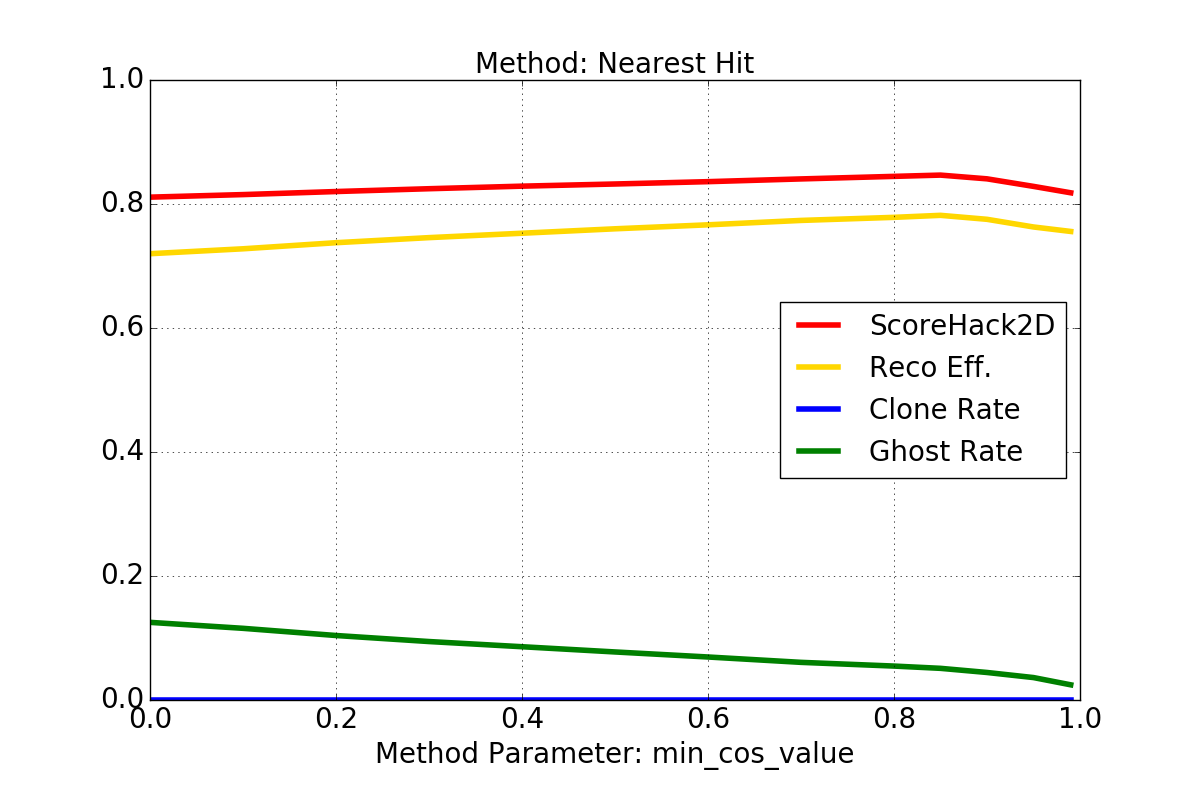 Method: Nearest Hit
1.0
0.8
0.6
0.4
0.2
0.0
ScoreHack2D
Reco Eff.
Clone Rate
Ghost Rate
0.0 0.2 0.4 0.6 0.8 1.0
Method Parameter: min_cos_value